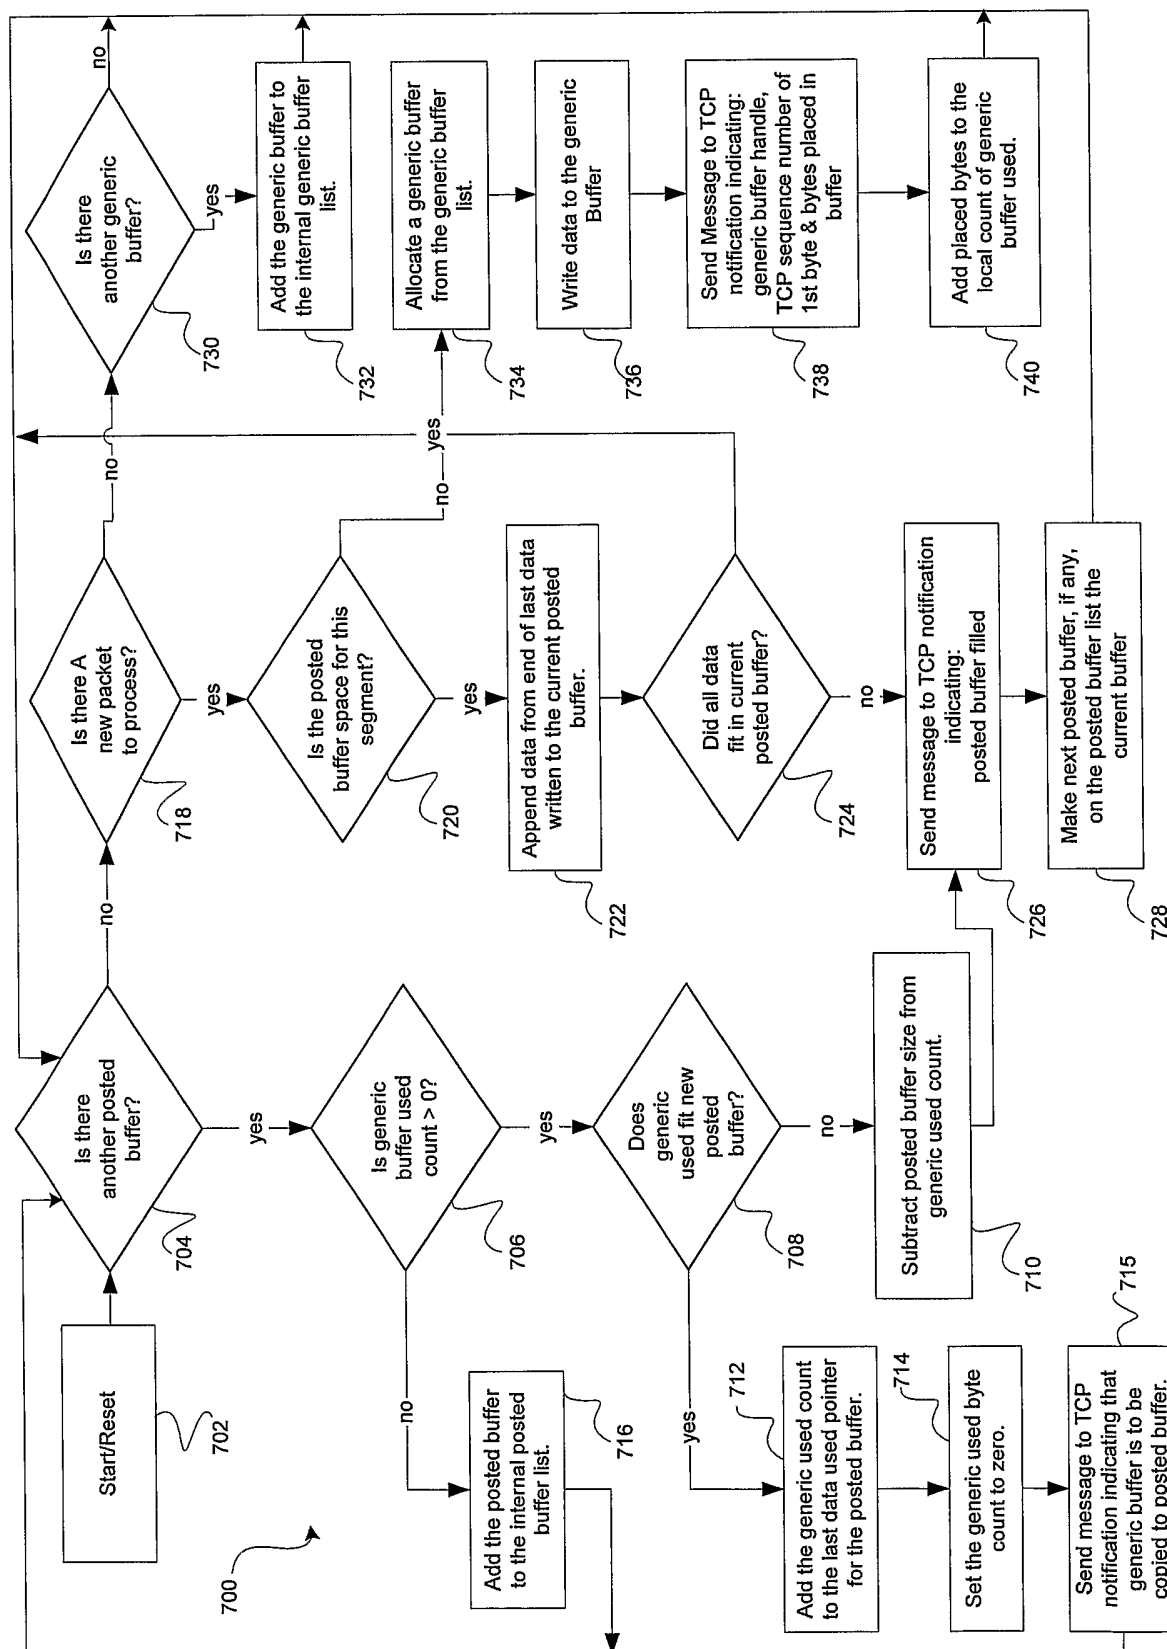 Start/Reset
702
700
Is there
another posted
buffer?
704
yes
no
Is generic
buffer used
count > 0?
706
yes
no
Does
generic
used fit new
posted
buffer?
708
no
yes
Subtract posted buffer size from
generic used count.
710
Add the generic used count
to the last data used pointer
for the posted buffer.
712
Set the generic used byte
count to zero.
714
Send message to TCP
notification indicating that
generic buffer is to be
copied to posted buffer.
715
Add the posted buffer
to the internal posted
buffer list.
716
Is there A
new packet
to process?
718
yes
no
Is the posted
buffer space for this
segment?
720
yes
no
Append data from end of last data
written to the current posted
buffer.
722
Did all data
fit in current
posted buffer?
724
no
yes
Send message to TCP notification
indicating:
posted buffer filled
726
Make next posted buffer, if any,
on the posted buffer list the
current buffer
728
Is there
another generic
buffer?
730
no
yes
Add the generic buffer to
the internal generic buffer
list.
732
Allocate a generic buffer
from the generic buffer
list.
734
Write data to the generic
Buffer
736
Send Message to TCP
notification indicating:
generic buffer handle,
TCP sequence number of
1st byte & bytes placed in
buffer
738
Add placed bytes to the
local count of generic
buffer used.
740